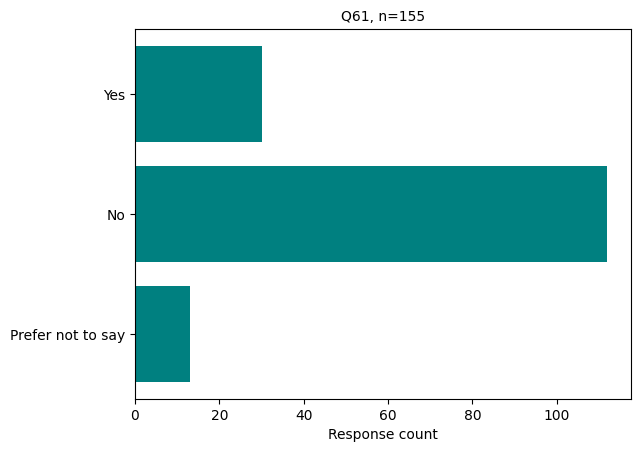 Q61, n=155
Yes
No
Prefer not to say
0 20 40 60 80 100
Response count